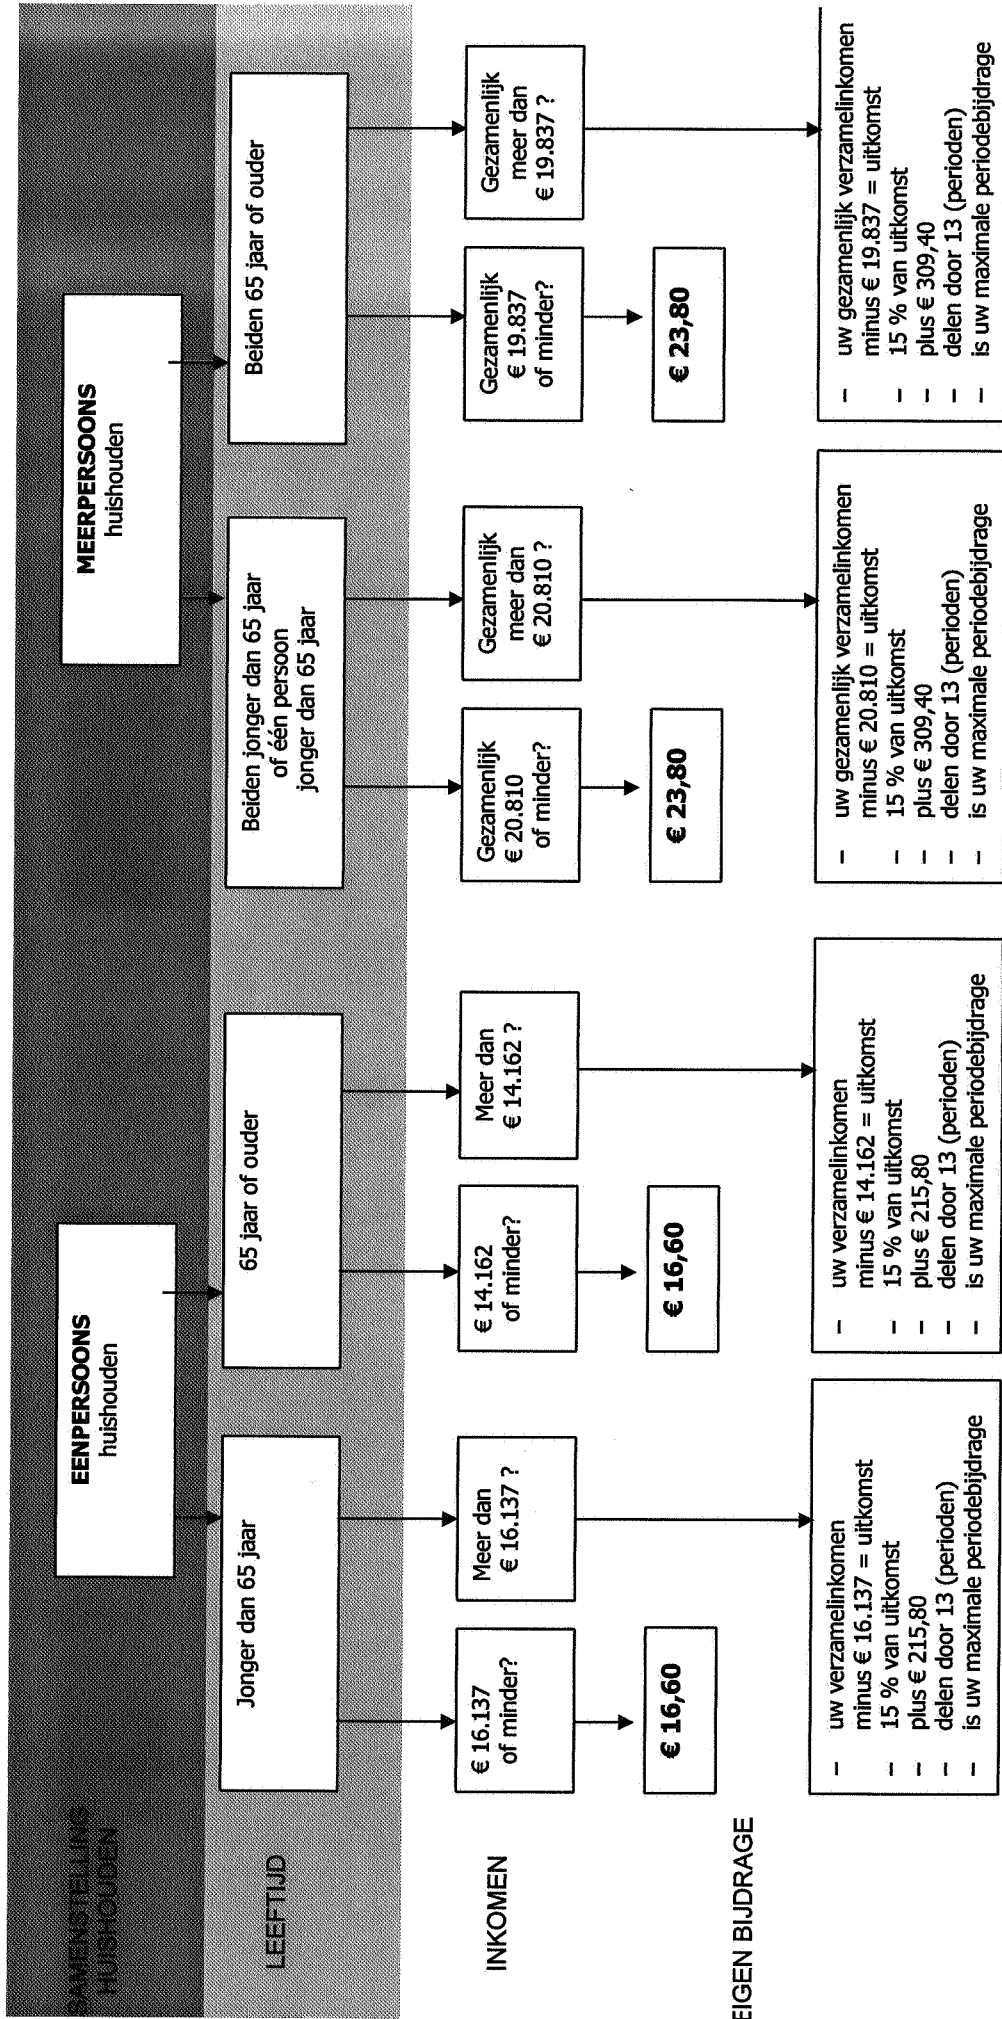 SAMENSTELLING
HUISHOUDEN
EENPERSOONS
huishouden
MEERPERSOONS
huishouden
LEEFTIJD
Jonger dan 65 jaar
65 jaar of ouder
Beiden jonger dan 65 jaar
of één persoon
jonger dan 65 jaar
Beiden 65 jaar of ouder
INKOMEN
€ 16.137
of minder?
Meer dan
€ 16.137 ?
€ 14.162
of minder?
Meer dan
€ 14.162 ?
Gezamenlijk
€ 20.810
of minder?
Gezamenlijk
meer dan
€ 20.810 ?
Gezamenlijk
€ 19.837
of minder?
Gezamenlijk
meer dan
€ 19.837 ?
EIGEN BIJDRAGE
€ 16,60
€ 16,60
€ 23,80
€ 23,80
- uw verzamelinkomen
minus € 16.137 = uitkomst
- 15 % van uitkomst
- plus € 215,80
- delen door 13 (perioden)
- is uw maximale periodebijdrage
- uw verzamelinkomen
minus € 14.162 = uitkomst
- 15 % van uitkomst
- plus € 215,80
- delen door 13 (perioden)
- is uw maximale periodebijdrage
- uw gezamenlijk verzamelinkomen
minus € 20.810 = uitkomst
- 15 % van uitkomst
- plus € 309,40
- delen door 13 (perioden)
- is uw maximale periodebijdrage
- uw gezamenlijk verzamelinkomen
minus € 19.837 = uitkomst
- 15 % van uitkomst
- plus € 309,40
- delen door 13 (perioden)
- is uw maximale periodebijdrage